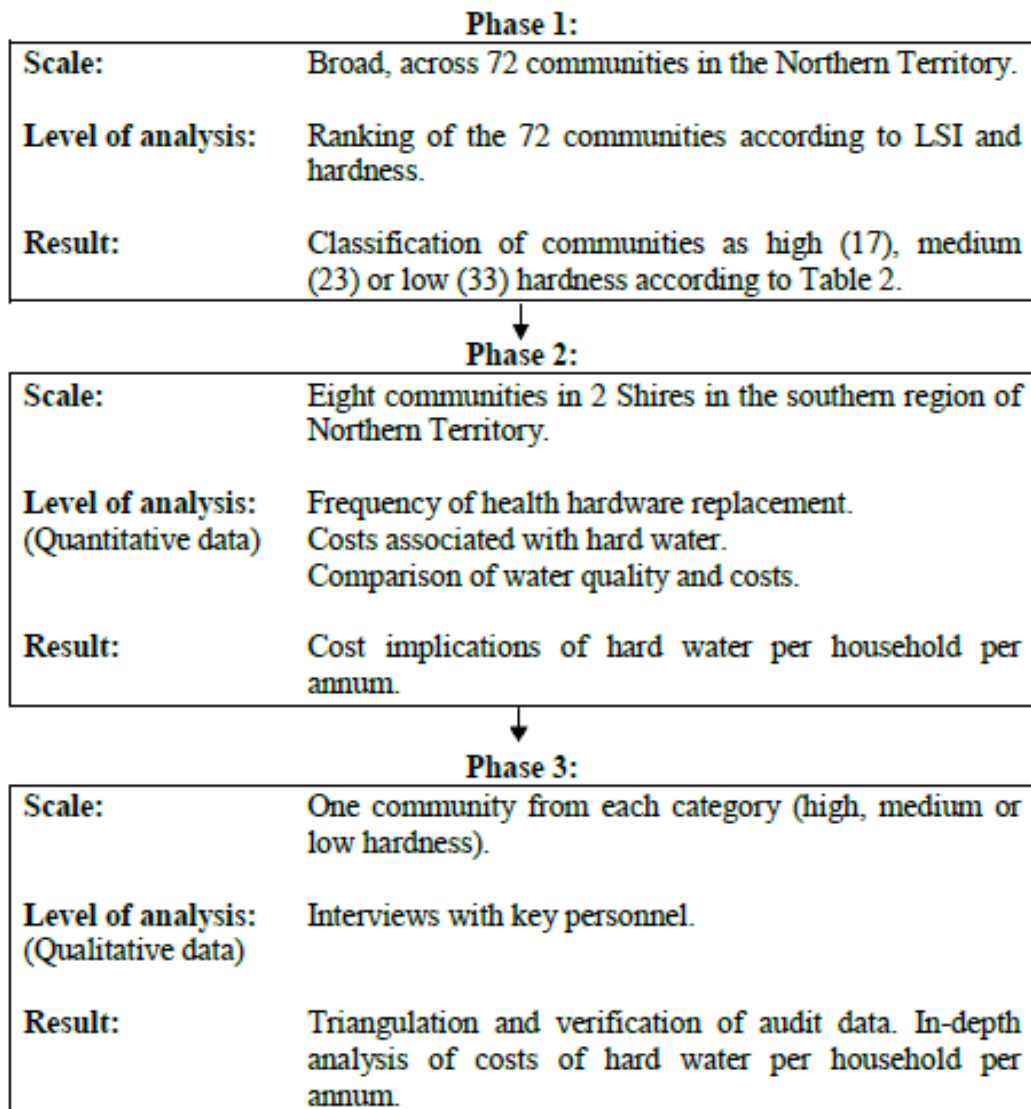 Phase 1:
Scale: Broad, across 72 communities in the Northern Territory.
Level of analysis: Ranking of the 72 communities according to LSI and
hardness.
Result: Classification of communities as high (17), medium
(23) or low (33) hardness according to Table 2.
Phase 2:
Scale: Eight communities in 2 Shires in the southern region of
Northern Territory.
Level of analysis: Frequency of health hardware replacement.
(Quantitative data) Costs associated with hard water.
Comparison of water quality and costs.
Result: Cost implications of hard water per household per
annum.
Phase 3:
Scale: One community from each category (high, medium or
low hardness).
Level of analysis: Interviews with key personnel.
(Qualitative data)
Result: Triangulation and verification of audit data. In-depth
analysis of costs of hard water per household per
annum.